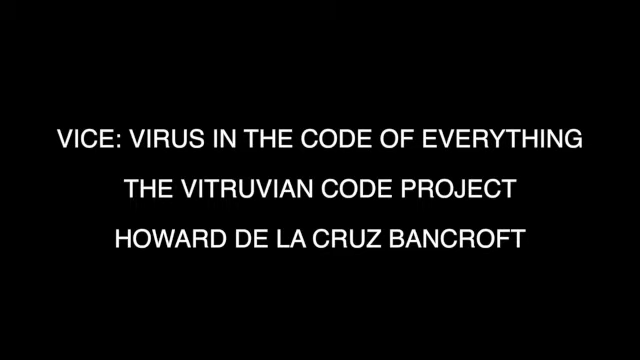 VICE: VIRUS IN THE CODE OF EVERYTHING
THE VITRUVIAN CODE PROJECT
HOWARD DE LA CRUZ BANCROFT